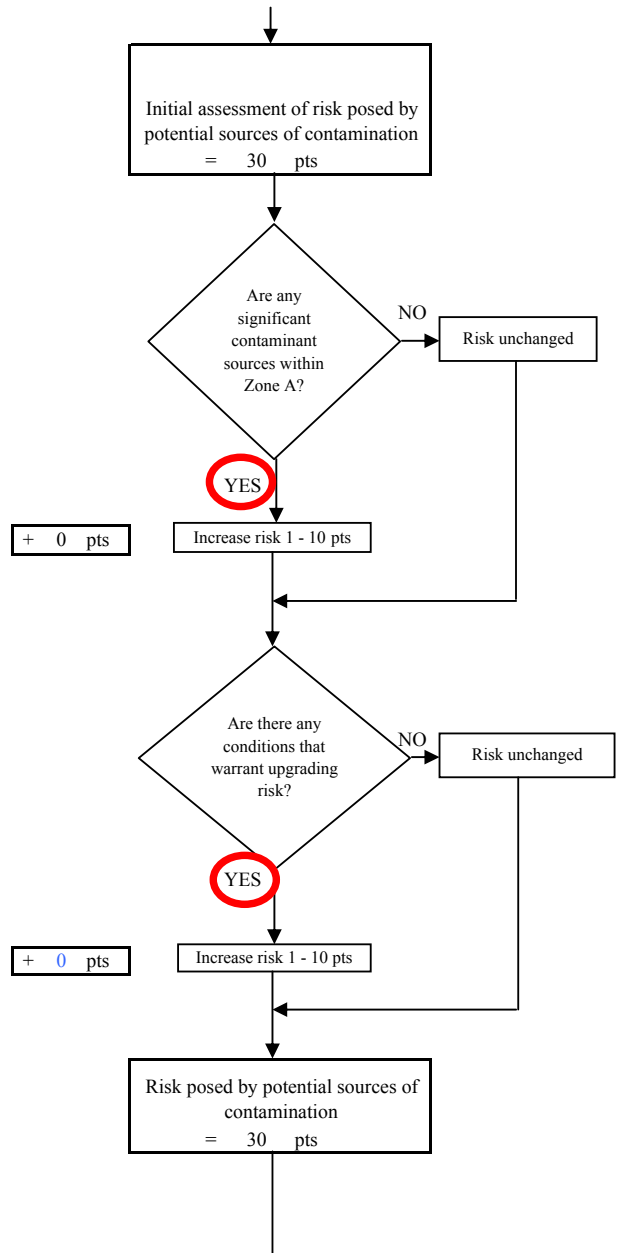 Initial assessment of risk posed by
potential sources of contamination
= 30 pts
Are any
significant
contaminant
sources within
Zone A?
NO
Risk unchanged
YES
+ 0 pts
Increase risk 1 - 10 pts
Are there any
conditions that
warrant upgrading
risk?
NO
Risk unchanged
YES
+ 0 pts
Increase risk 1 - 10 pts
Risk posed by potential sources of
contamination
= 30 pts